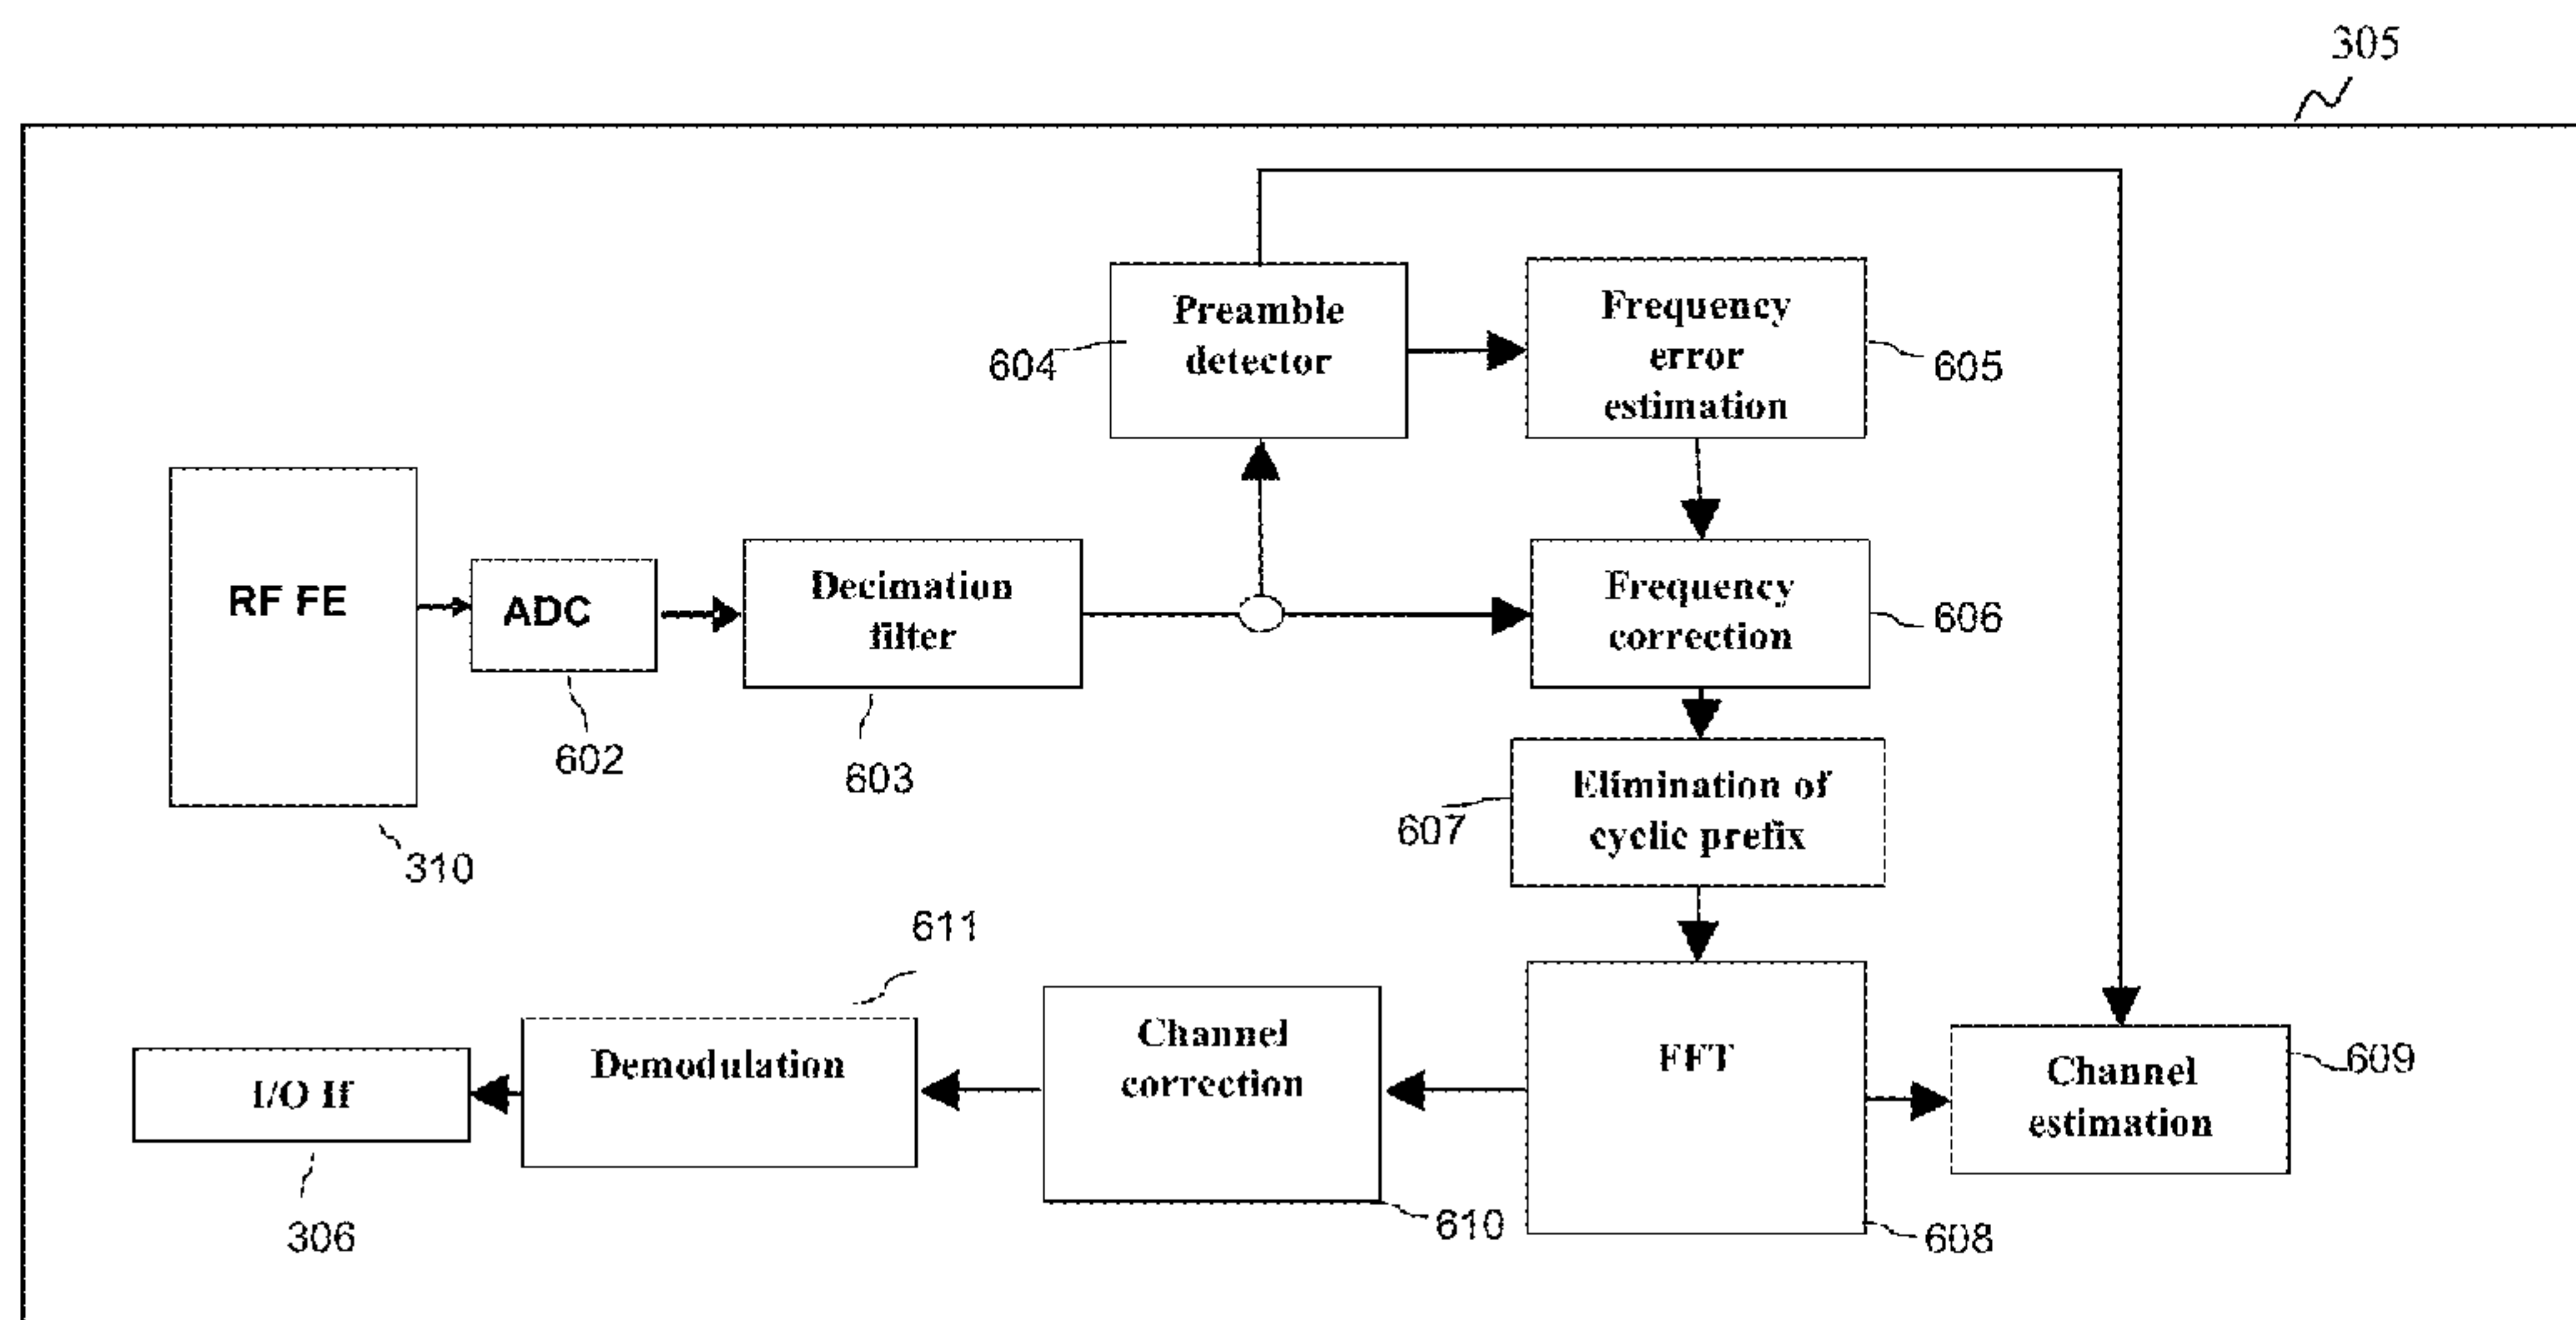 305
Preamble
detector
604
Frequency
error
estimation
605
RF FE
310
ADC
602
Decimation
filter
603
Frequency
correction
606
Elimination of
cyclic prefix
607
611
Demodulation
Channel
correction
610
FFT
608
Channel
estimation
609
I/O If
306